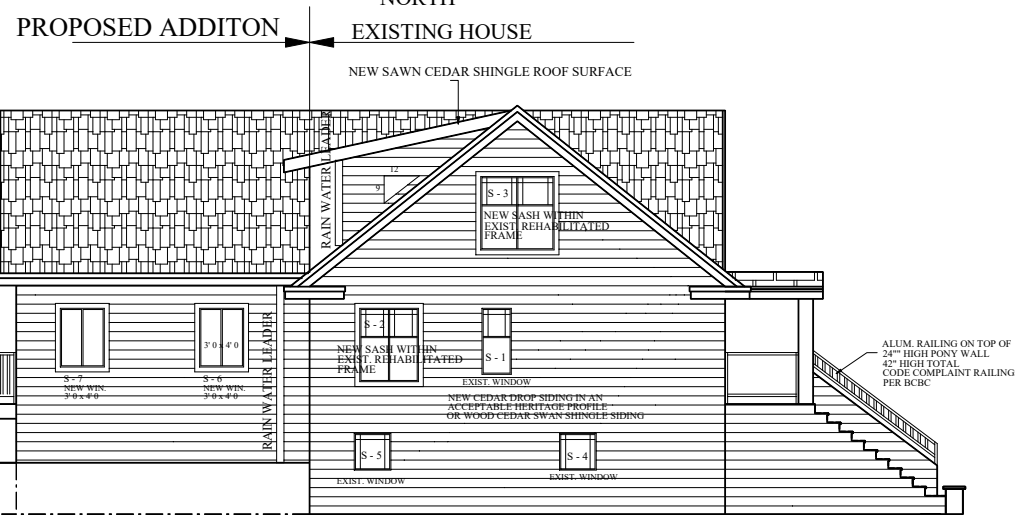 NORTH
PROPOSED ADDITON
EXISTING HOUSE
NEW SAWN CEDAR SHINGLE ROOF SURFACE
RAIN WATER LEADER
12
9
S - 3
NEW SASH WITHIN
EXIST. REHABILITATED
FRAME
S - 2
NEW SASH WITHIN
EXIST. REHABILITATED
FRAME
S - 1
EXIST. WINDOW
RAIN WATER LEADER
3' 0 x 4' 0
S - 7
NEW WIN.
3' 0 x 4' 0
S - 6
NEW WIN.
3' 0 x 4' 0
NEW CEDAR DROP SIDING IN AN
ACCEPTABLE HERITAGE PROFILE
OR WOOD CEDAR SWAN SHINGLE SIDING
S - 5
EXIST. WINDOW
S - 4
EXIST. WINDOW
ALUM. RAILING ON TOP OF
24"" HIGH PONY WALL
42" HIGH TOTAL
CODE COMPLAINT RAILING
PER BCBC